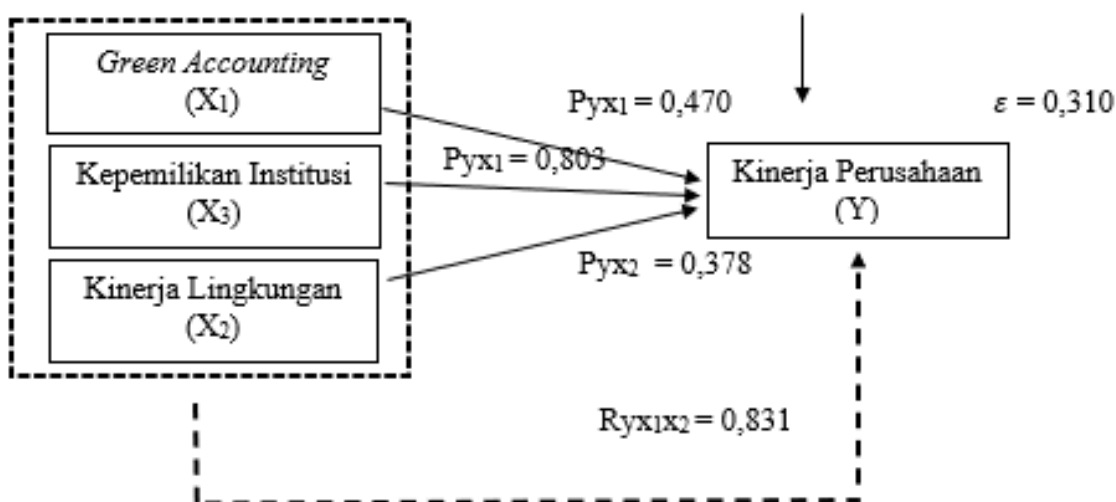 Green Accounting
(X₁)
Pyx₁ = 0,470
ε = 0,310
Kepemilikan Institusi
(X₃)
Pyx₁ = 0,803
Kinerja Perusahaan
(Y)
Kinerja Lingkungan
(X₂)
Pyx₂ = 0,378
Ryx₁x₂ = 0,831